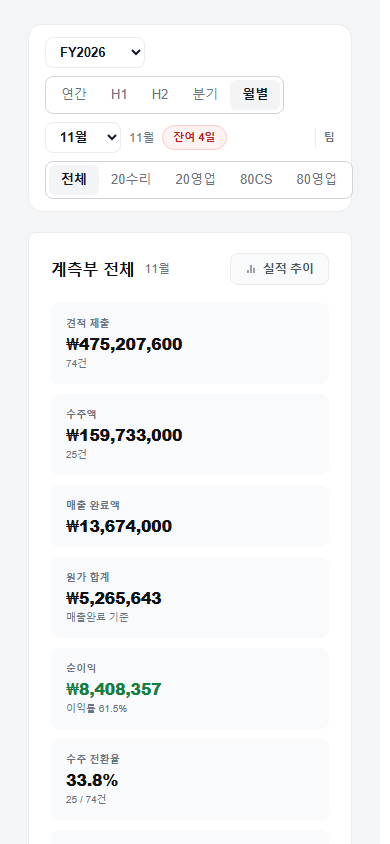 FY2026
연간 H1 H2 분기 월별
11월 11월 잔여 4일 팀
전체 20수리 20영업 80CS 80영업
계측부 전체 11월 실적 추이
견적 제출
₩475,207,600
74건
수주액
₩159,733,000
25건
매출 완료액
₩13,674,000
원가 합계
₩5,265,643
매출완료 기준
순이익
₩8,408,357
이익률 61.5%
수주 전환율
33.8%
25 / 74건